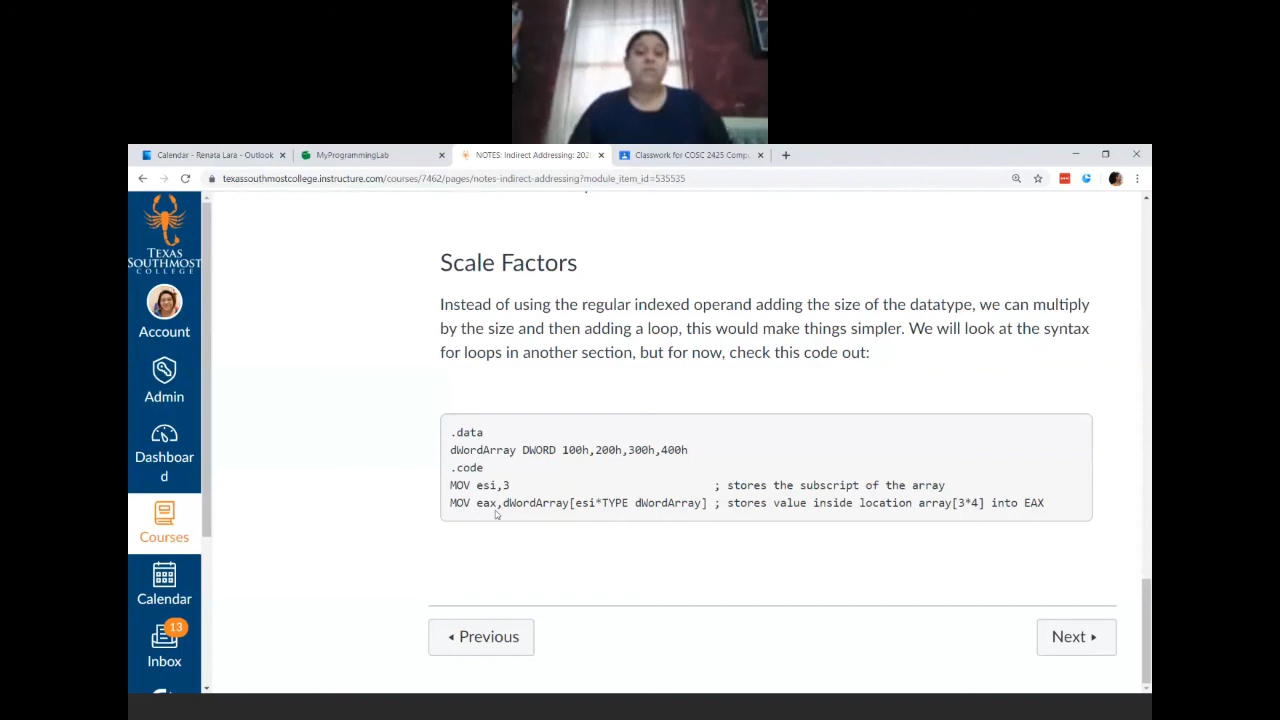 Calendar - Renata Lara - Outlook
MyProgrammingLab
NOTES: Indirect Addressing: 202
Classwork for COSC 2425 Comp
texassouthmostcollege.instructure.com/courses/7462/pages/notes-indirect-addressing?module_item_id=535535
TEXAS
SOUTHMOST
COLLEGE
Account
Admin
Dashboar
d
Courses
Calendar
13
Inbox
Scale Factors
Instead of using the regular indexed operand adding the size of the datatype, we can multiply
by the size and then adding a loop, this would make things simpler. We will look at the syntax
for loops in another section, but for now, check this code out:
.data
dWordArray DWORD 100h,200h,300h,400h
.code
MOV esi,3 ; stores the subscript of the array
MOV eax,dWordArray[esi*TYPE dWordArray] ; stores value inside location array[3*4] into EAX
Previous
Next